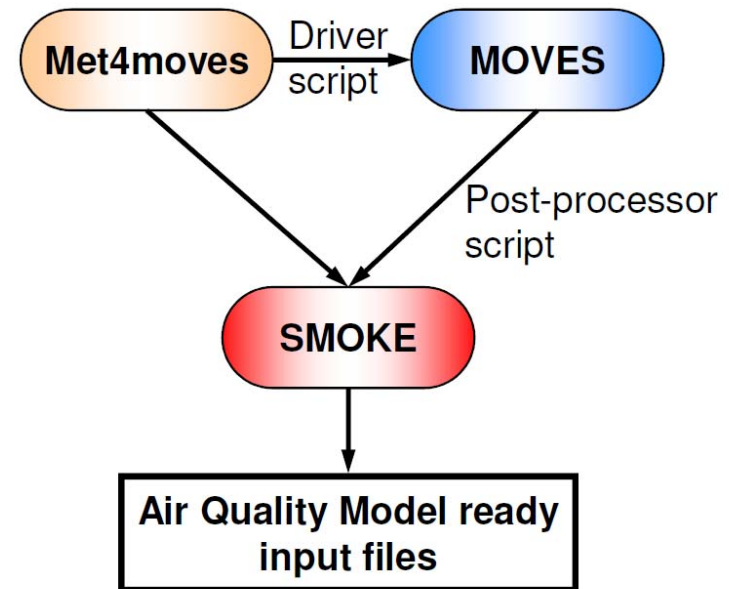 Met4moves
Driver
script
MOVES
Post-processor
script
SMOKE
Air Quality Model ready
input files